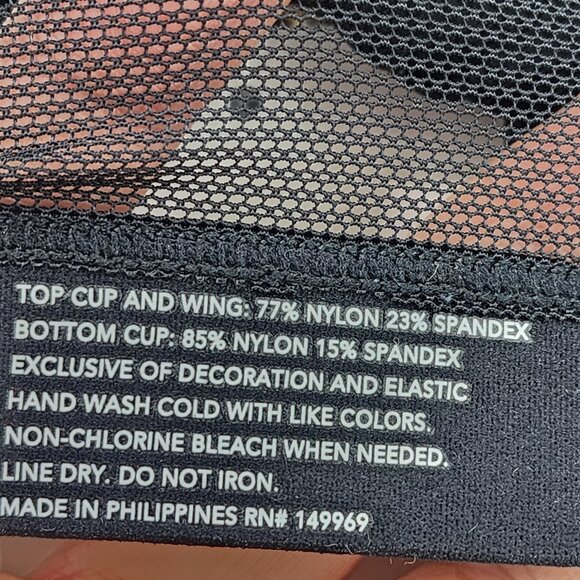 TOP CUP AND WING: 77% NYLON 23% SPANDEX
BOTTOM CUP: 85% NYLON 15% SPANDEX
EXCLUSIVE OF DECORATION AND ELASTIC
HAND WASH COLD WITH LIKE COLORS.
NON-CHLORINE BLEACH WHEN NEEDED.
LINE DRY. DO NOT IRON.
MADE IN PHILIPPINES RN# 149969